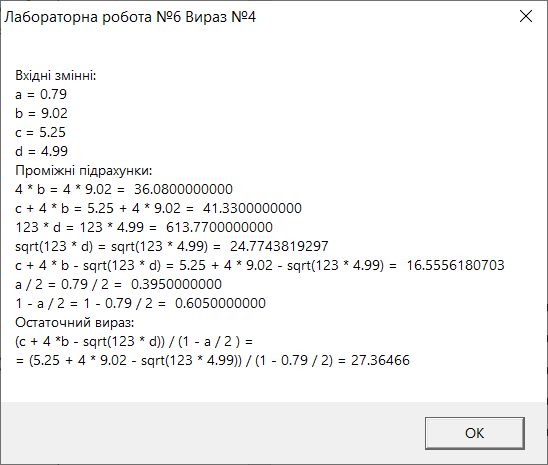 Лабораторна робота №6 Вираз №4
Вхідні змінні:
a = 0.79
b = 9.02
c = 5.25
d = 4.99
Проміжні підрахунки:
4 * b = 4 * 9.02 =  36.0800000000
c + 4 * b = 5.25 + 4 * 9.02 =  41.3300000000
123 * d = 123 * 4.99 =  613.7700000000
sqrt(123 * d) = sqrt(123 * 4.99) =  24.7743819297
c + 4 * b - sqrt(123 * d) = 5.25 + 4 * 9.02 - sqrt(123 * 4.99) =  16.5556180703
a / 2 = 0.79 / 2 =  0.3950000000
1 - a / 2 = 1 - 0.79 / 2 =  0.6050000000
Остаточний вираз:
(c + 4 *b - sqrt(123 * d)) / (1 - a / 2 ) =
= (5.25 + 4 * 9.02 - sqrt(123 * 4.99)) / (1 - 0.79 / 2) = 27.36466
OK